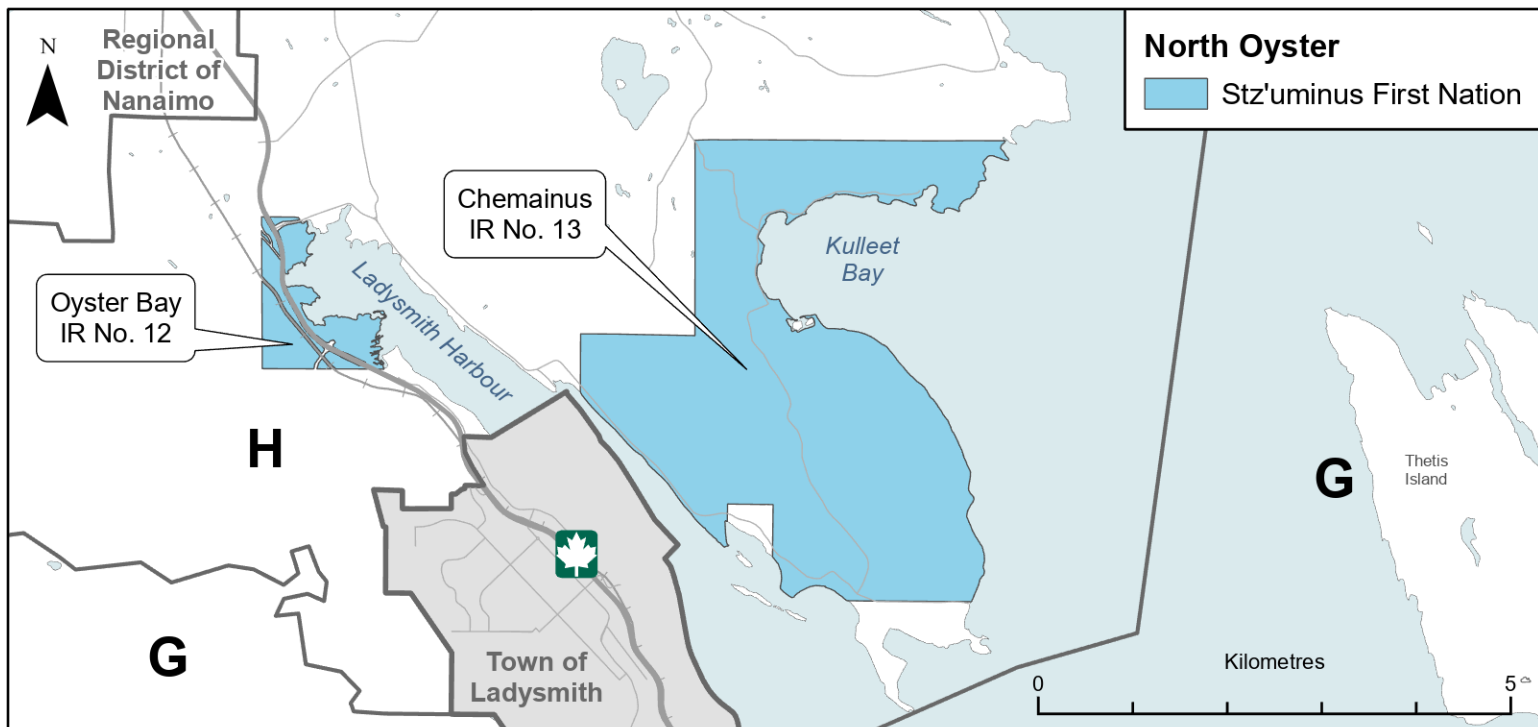 N
Regional
District of
Nanaimo
North Oyster
Stz'uminus First Nation
Chemainus
IR No. 13
Kulleet
Bay
Oyster Bay
IR No. 12
Ladysmith Harbour
H
G
Thetis
Island
G
Town of
Ladysmith
Kilometres
0
5